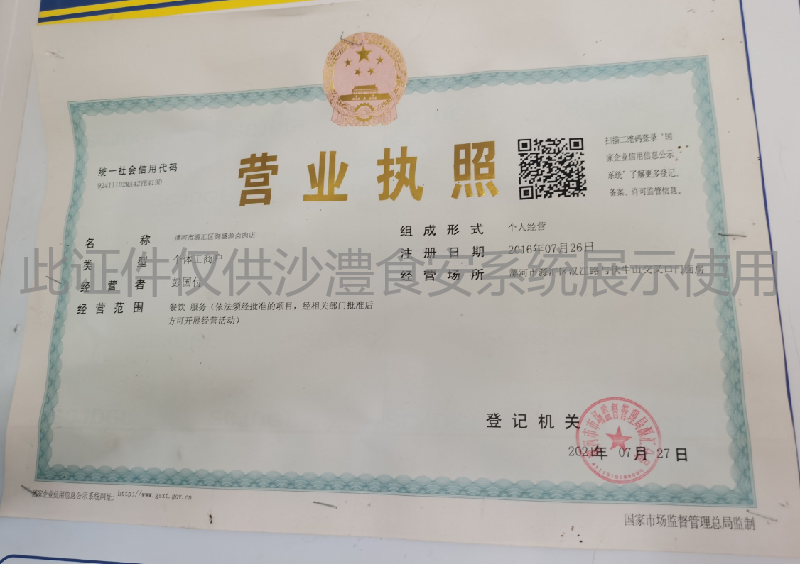 统一社会信用代码
营业执照
扫描二维码登录"国
家企业信用信息公示
系统"了解更多登记、
备案、许可监管信息。
名 称
类 型 个体工商户
经 营 者
经营范围 餐饮 服务(依法须经批准的项目，经相关部门批准后
方可开展经营活动)
组成形式 个人经营
注册日期 2016年07月26日
经营场所
此证件仅供沙澧食安系统展示使用
登记机关
2021年 07月 27日
国家企业信用信息公示系统网址：http://www.gsxt.gov.cn
国家市场监督管理总局监制